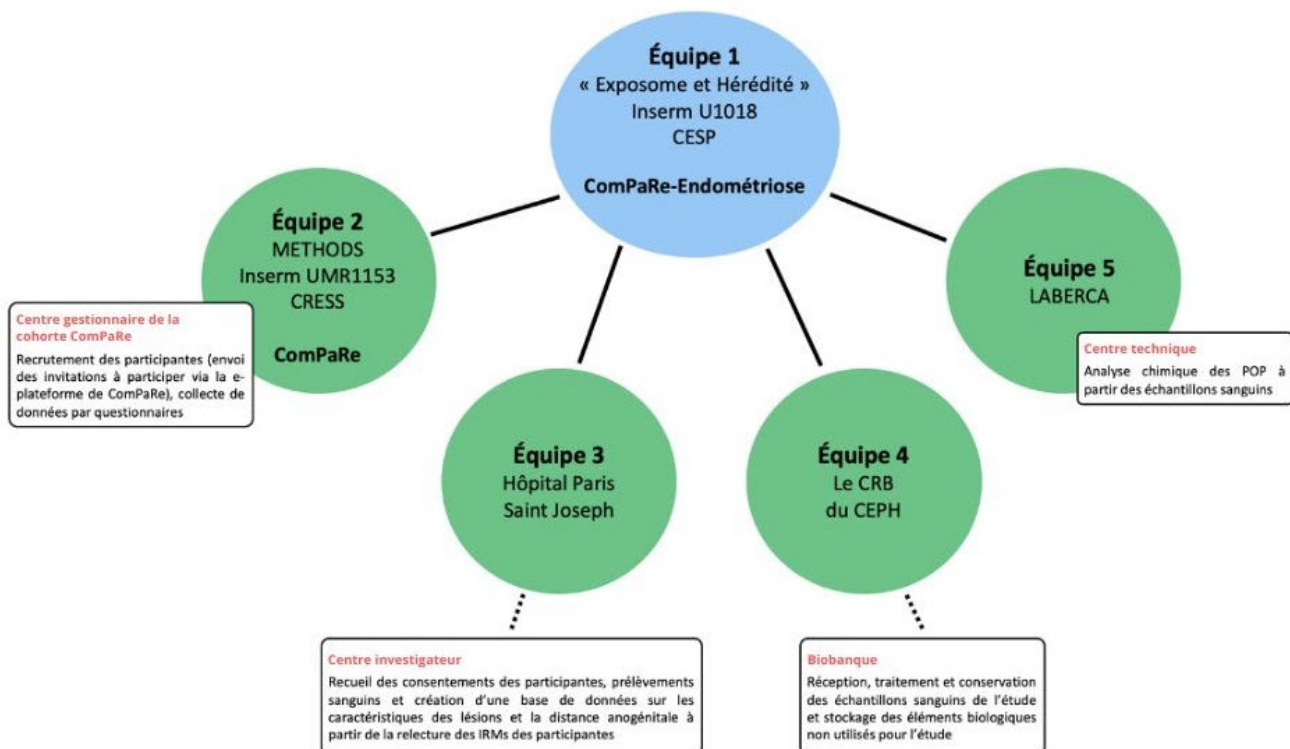 Équipe 1
« Exposome et Hérédité »
Inserm U1018
CESP
ComPaRe-Endométriose
Équipe 2
METHODS
Inserm UMR1153
CRESS
ComPaRe
Centre gestionnaire de la
cohorte ComPaRe
Recrutement des participantes (envoi
des invitations à participer via la e-
plateforme de ComPaRe), collecte de
données par questionnaires
Équipe 5
LABERCA
Centre technique
Analyse chimique des POP à
partir des échantillons sanguins
Équipe 3
Hôpital Paris
Saint Joseph
Équipe 4
Le CRB
du CEPH
Centre investigateur
Recueil des consentements des participantes, prélèvements
sanguins et création d'une base de données sur les
caractéristiques des lésions et la distance anogénitale à
partir de la relecture des IRMs des participantes
Biobanque
Réception, traitement et conservation
des échantillons sanguins de l'étude
et stockage des éléments biologiques
non utilisés pour l'étude